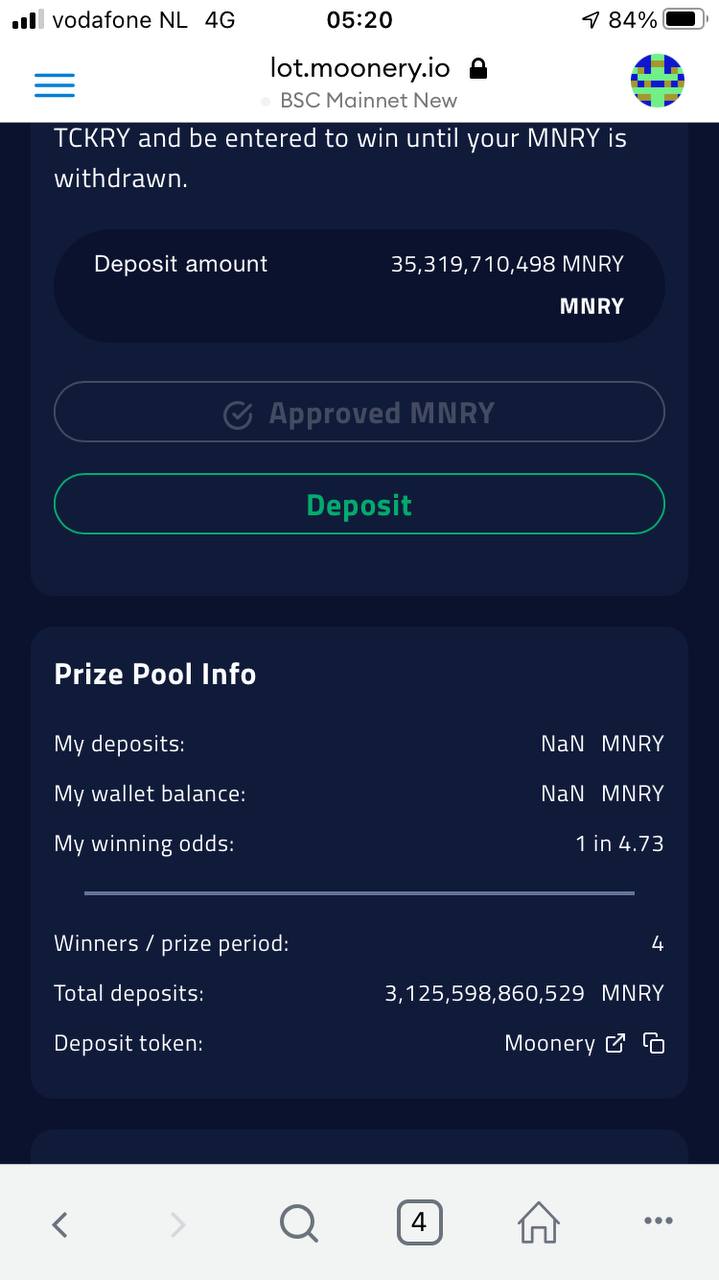 vodafone NL 4G 05:20 84%
lot.moonery.io
BSC Mainnet New
TCKRY and be entered to win until your MNRY is
withdrawn.
Deposit amount 35,319,710,498 MNRY
MNRY
Approved MNRY
Deposit
Prize Pool Info
My deposits: NaN MNRY
My wallet balance: NaN MNRY
My winning odds: 1 in 4.73
Winners / prize period: 4
Total deposits: 3,125,598,860,529 MNRY
Deposit token: Moonery
4